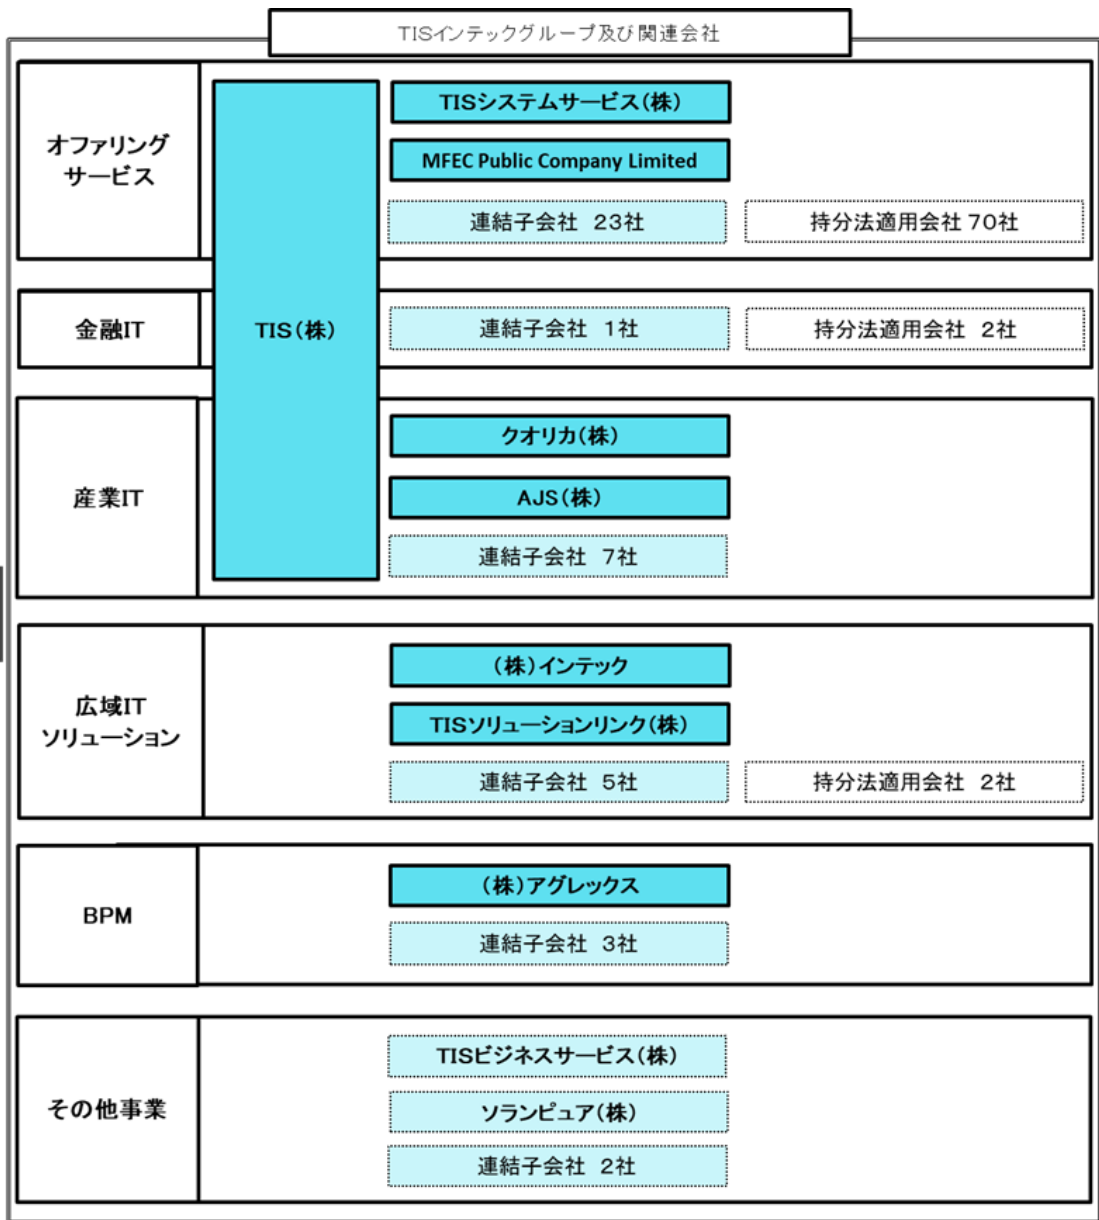 TISインテックグループ及び関連会社
オファリング
サービス
TIS(株)
TISシステムサービス(株)
MFEC Public Company Limited
連結子会社 23社
持分法適用会社 70社
金融IT
連結子会社 1社
持分法適用会社 2社
産業IT
クオリカ(株)
AJS(株)
連結子会社 7社
広域IT
ソリューション
(株)インテック
TISソリューションリンク(株)
連結子会社 5社
持分法適用会社 2社
BPM
(株)アグレックス
連結子会社 3社
その他事業
TISビジネスサービス(株)
ソランピュア(株)
連結子会社 2社